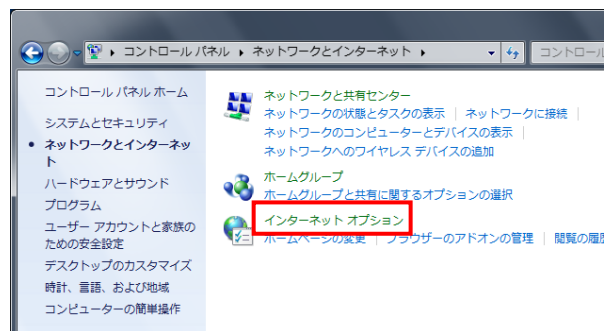 コントロール パネル ▸ ネットワークとインターネット ▸
コントロール
コントロール パネル ホーム
システムとセキュリティ
• ネットワークとインターネッ
ト
ハードウェアとサウンド
プログラム
ユーザー アカウントと家族の
ための安全設定
デスクトップのカスタマイズ
時計、言語、および地域
コンピューターの簡単操作
ネットワークと共有センター
ネットワークの状態とタスクの表示 | ネットワークに接続 |
ネットワークのコンピューターとデバイスの表示 |
ネットワークへのワイヤレス デバイスの追加
ホームグループ
ホームグループと共有に関するオプションの選択
インターネット オプション
ホームページの変更 | ブラウザーのアドオンの管理 | 閲覧の履